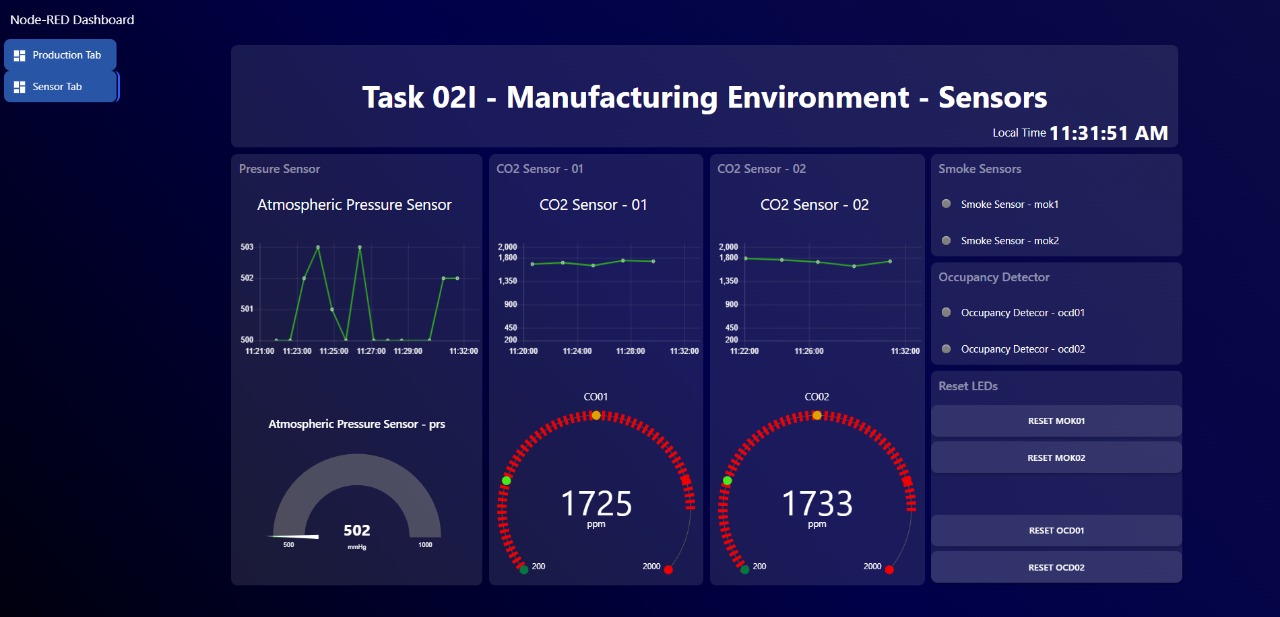 Node-RED Dashboard
Production Tab
Sensor Tab
Task 02I - Manufacturing Environment - Sensors
Local Time 11:31:51 AM
Presure Sensor
Atmospheric Pressure Sensor
503
502
501
500
11:21:00 11:23:00 11:25:00 11:27:00 11:29:00 11:32:00
Atmospheric Pressure Sensor - prs
502
500 mmHg 1000
CO2 Sensor - 01
CO2 Sensor - 01
2,000
1,800
1,350
900
450
200
11:20:00 11:24:00 11:28:00 11:32:00
CO01
1725
ppm
200 2000
CO2 Sensor - 02
CO2 Sensor - 02
2,000
1,800
1,350
900
450
200
11:22:00 11:26:00 11:32:00
CO02
1733
ppm
200 2000
Smoke Sensors
Smoke Sensor - mok1
Smoke Sensor - mok2
Occupancy Detector
Occupancy Detecor - ocd01
Occupancy Detecor - ocd02
Reset LEDs
RESET MOK01
RESET MOK02
RESET OCD01
RESET OCD02